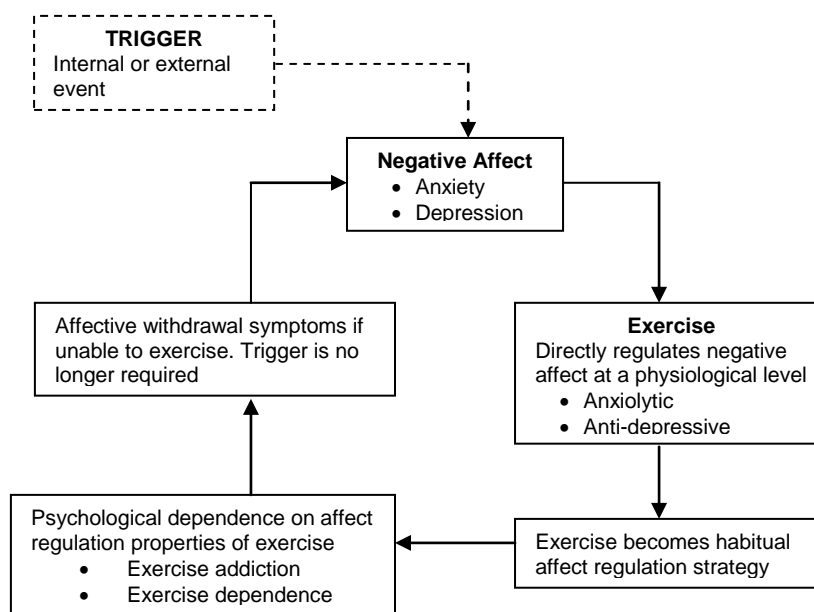 TRIGGER
Internal or external
event
Negative Affect
• Anxiety
• Depression
Exercise
Directly regulates negative
affect at a physiological level
• Anxiolytic
• Anti-depressive
Exercise becomes habitual
affect regulation strategy
Psychological dependence on affect
regulation properties of exercise
• Exercise addiction
• Exercise dependence
Affective withdrawal symptoms if
unable to exercise. Trigger is no
longer required